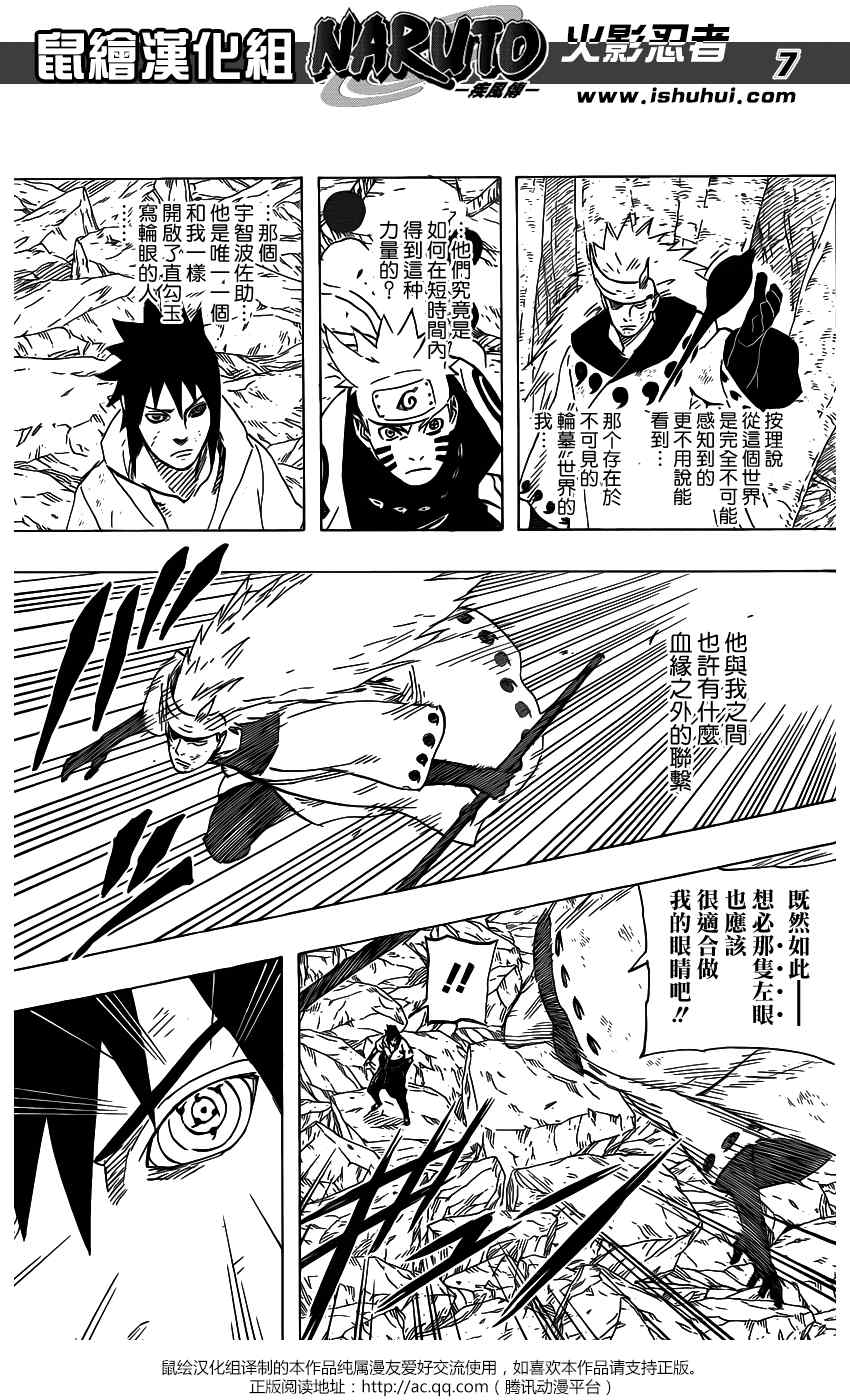 鼠繪漢化組
NARUTO
-疾風傳-
火影忍者
7
www.ishuhui.com
按理說
從這個世界
是完全不可能
感知到的
更不用說能
看到…
那个存在於
不可見的
“輪墓”世界的
我…
…他們究竟是
如何在短時間內
得到這种
力量的？
…那個
宇智波佐助…
他是唯一一個
和我一樣
開啟了直勾玉
寫輪眼的人
……
他與我之間
也許有什麼
血緣之外的聯繫
既然如此——
想必那隻左眼
也應該
很適合做
我的眼睛吧!!
!!
鼠绘汉化组译制的本作品纯属漫友爱好交流使用，如喜欢本作品请支持正版。
正版阅读地址：http://ac.qq.com（腾讯动漫平台）